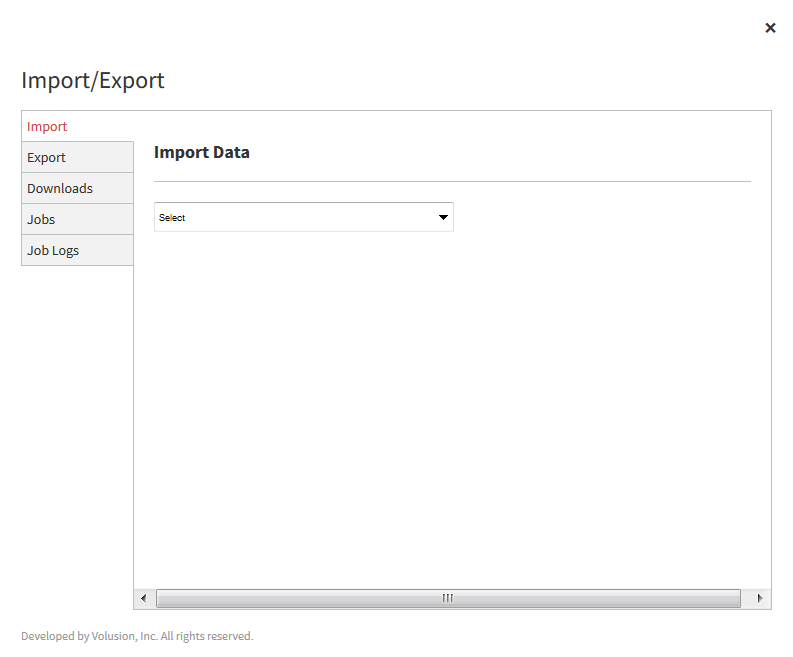 Import/Export
Import
Export
Downloads
Jobs
Job Logs
Import Data
Select
Developed by Volusion, Inc. All rights reserved.